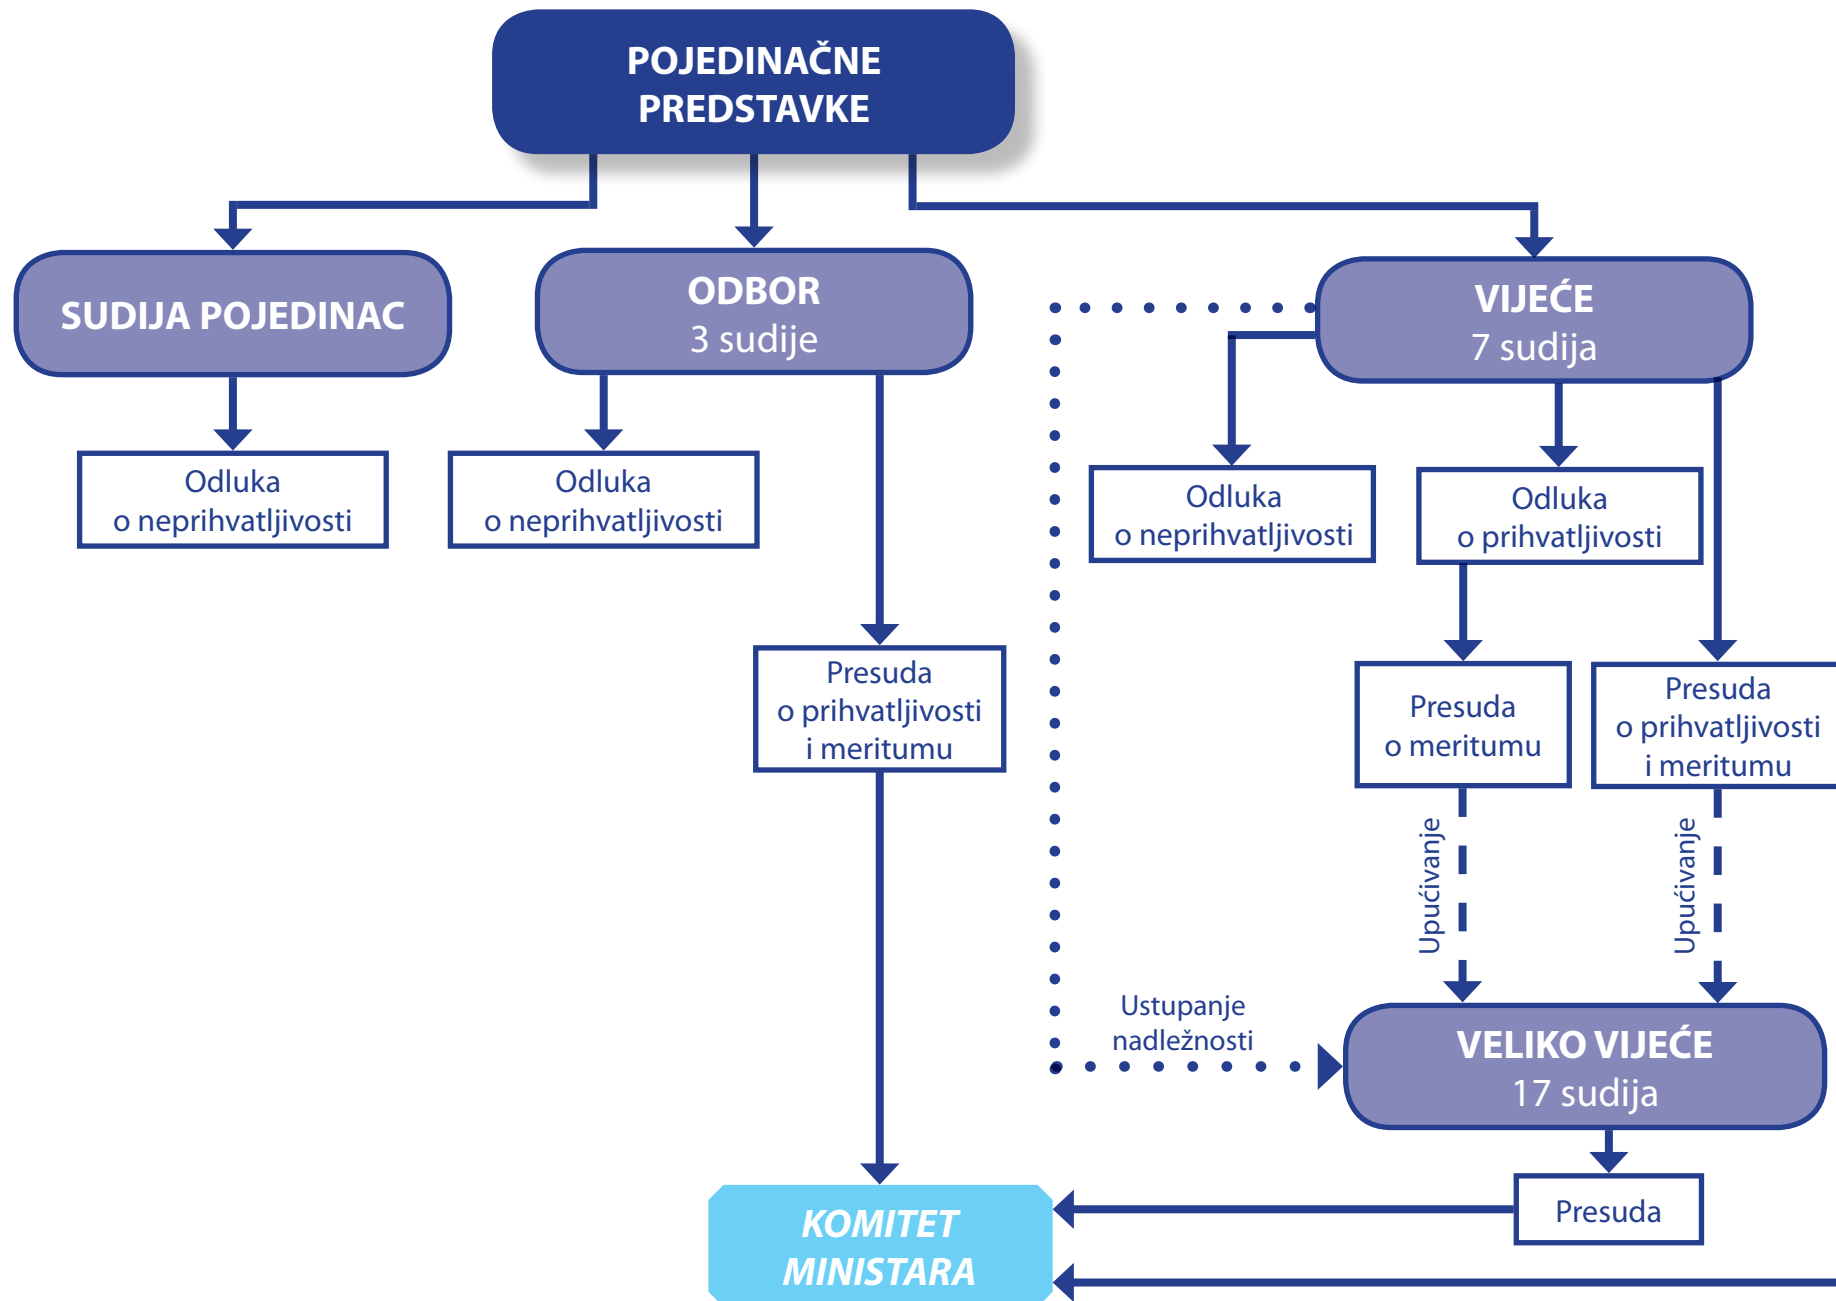 POJEDINAČNE
PREDSTAVKE
SUDIJA POJEDINAC
ODBOR
3 sudije
VIJEĆE
7 sudija
Odluka
o neprihvatljivosti
Odluka
o neprihvatljivosti
Odluka
o neprihvatljivosti
Odluka
o prihvatljivosti
Presuda
o prihvatljivosti
i meritumu
Presuda
o meritumu
Presuda
o prihvatljivosti
i meritumu
Upućivanje
Upućivanje
Ustupanje
nadležnosti
VELIKO VIJEĆE
17 sudija
Presuda
KOMITET
MINISTARA